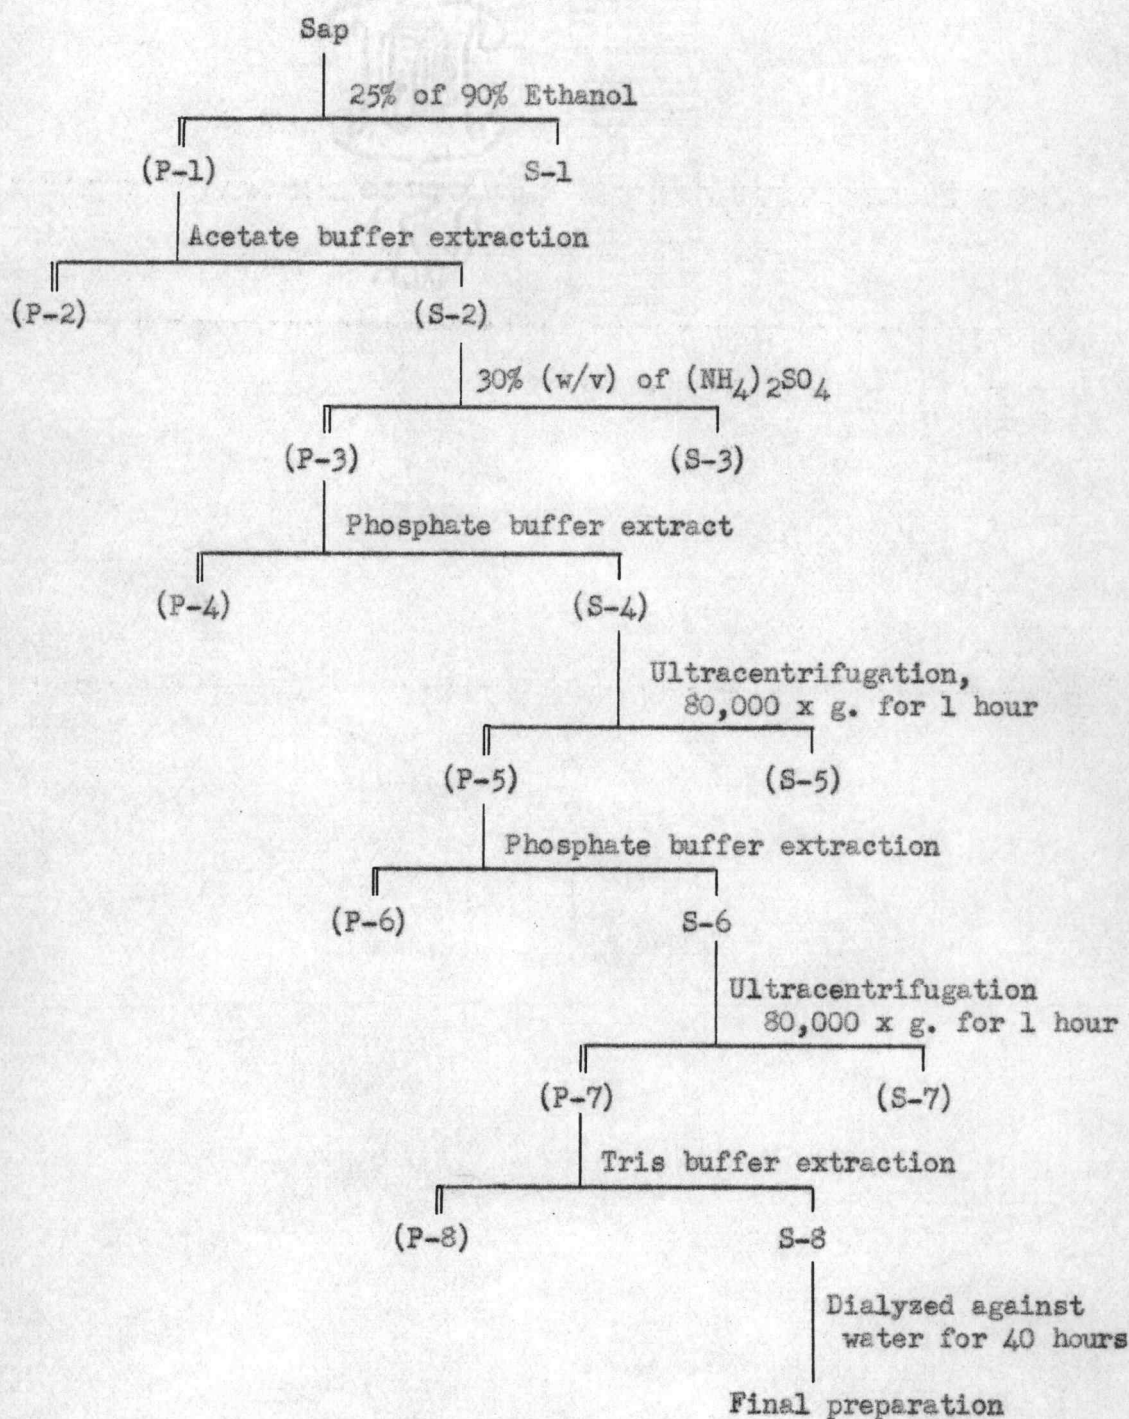 Sap
25% of 90% Ethanol
(P-1) S-1
Acetate buffer extraction
(P-2) (S-2)
30% (w/v) of (NH4)2SO4
(P-3) (S-3)
Phosphate buffer extract
(P-4) (S-4)
Ultracentrifugation,
80,000 x g. for 1 hour
(P-5) (S-5)
Phosphate buffer extraction
(P-6) S-6
Ultracentrifugation
80,000 x g. for 1 hour
(P-7) (S-7)
Tris buffer extraction
(P-8) S-8
Dialyzed against
water for 40 hours
Final preparation